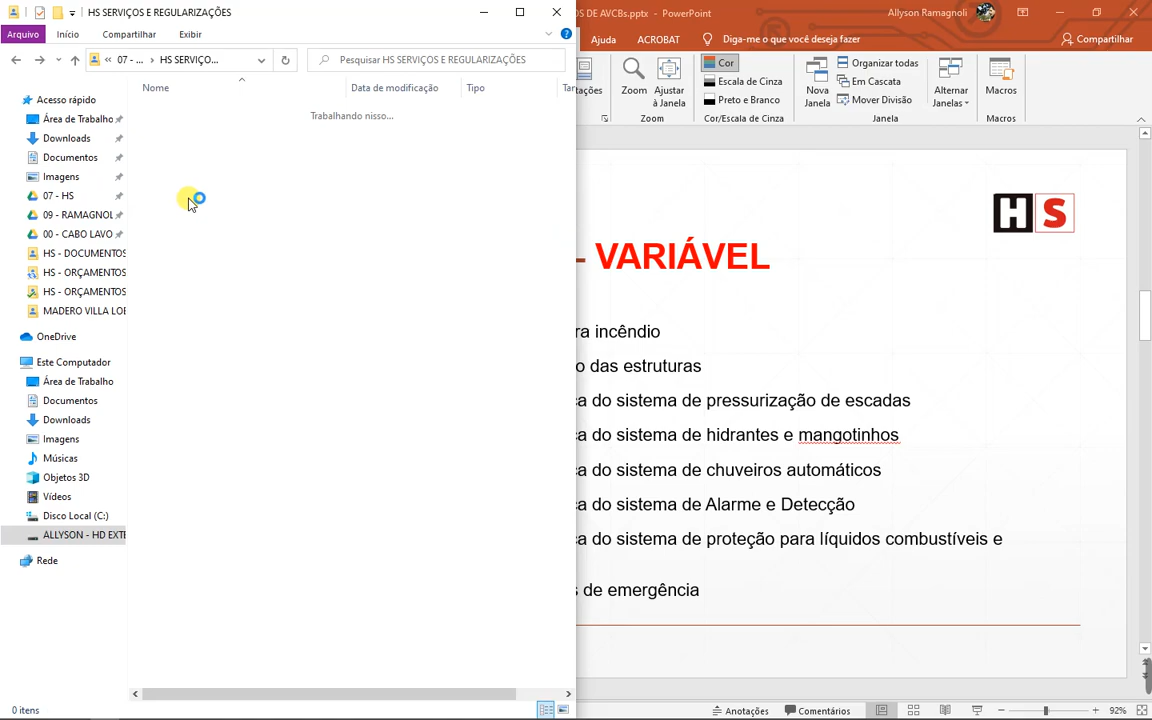 HS SERVIÇOS E REGULARIZAÇÕES
OS DE AVCBs.pptx - PowerPoint
Allyson Ramagnoli
Arquivo Início Compartilhar Exibir
Ajuda ACROBAT Diga-me o que você deseja fazer Compartilhar
07 - ... HS SERVIÇO...
Pesquisar HS SERVIÇOS E REGULARIZAÇÕES
Nome Data de modificação Tipo Tar
Trabalhando nisso...
tações
Zoom
Ajustar à Janela
Zoom
Cor
Escala de Cinza
Preto e Branco
Cor/Escala de Cinza
Nova Janela
Organizar todas
Em Cascata
Mover Divisão
Janela
Alternar Janelas
Macros
Macros
Acesso rápido
Área de Trabalho
Downloads
Documentos
Imagens
07 - HS
09 - RAMAGNOL
00 - CABO LAVO
HS - DOCUMENTOS
HS - ORÇAMENTOS
HS - ORÇAMENTOS
MADERO VILLA LOB
OneDrive
Este Computador
Área de Trabalho
Documentos
Downloads
Imagens
Músicas
Objetos 3D
Vídeos
Disco Local (C:)
ALLYSON - HD EXTE
Rede
0 itens
HS
- VARIÁVEL
ra incêndio
o das estruturas
ca do sistema de pressurização de escadas
ca do sistema de hidrantes e mangotinhos
ca do sistema de chuveiros automáticos
ca do sistema de Alarme e Detecção
ca do sistema de proteção para líquidos combustíveis e
s de emergência
Anotações Comentários 92%